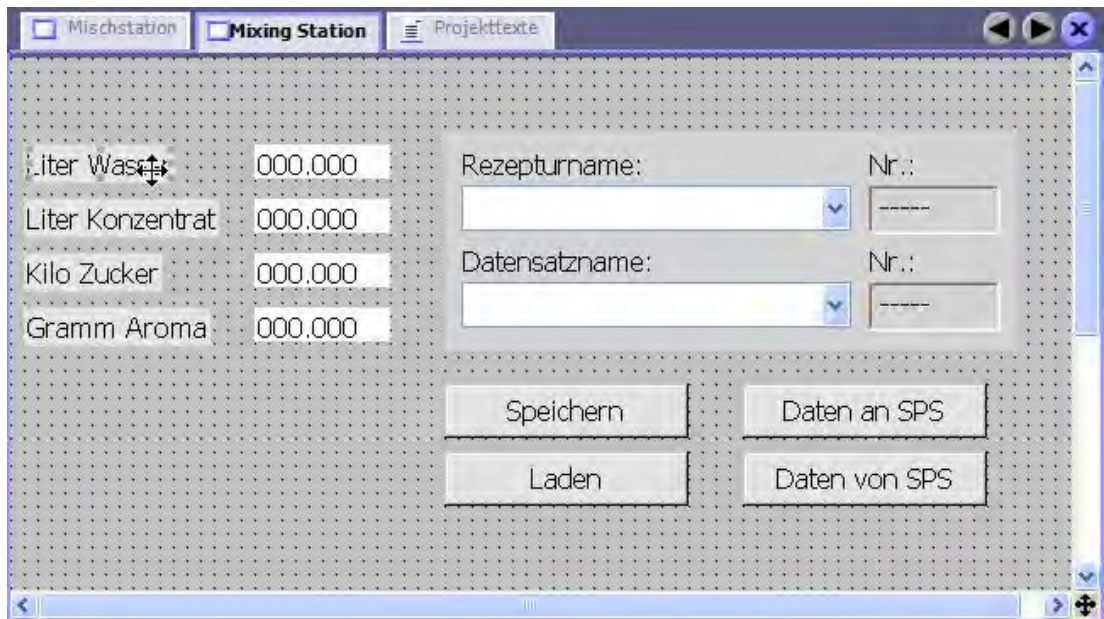 Mischstation Mixing Station Projekttexte
Liter 000.000
Liter Konzentrat 000.000
Kilo Zucker 000.000
Gramm Aroma 000.000
Rezepturname: Nr.:
-----
Datensatzname: Nr.:
-----
Speichern Daten an SPS
Laden Daten von SPS